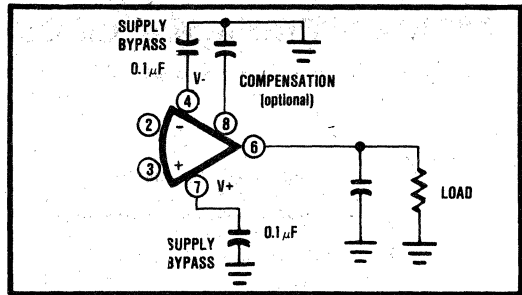 SUPPLY
BYPASS
0.1μF
V-
COMPENSATION
(optional)
4
2
-
8
6
3
+
7
V+
LOAD
0.1μF
SUPPLY
BYPASS